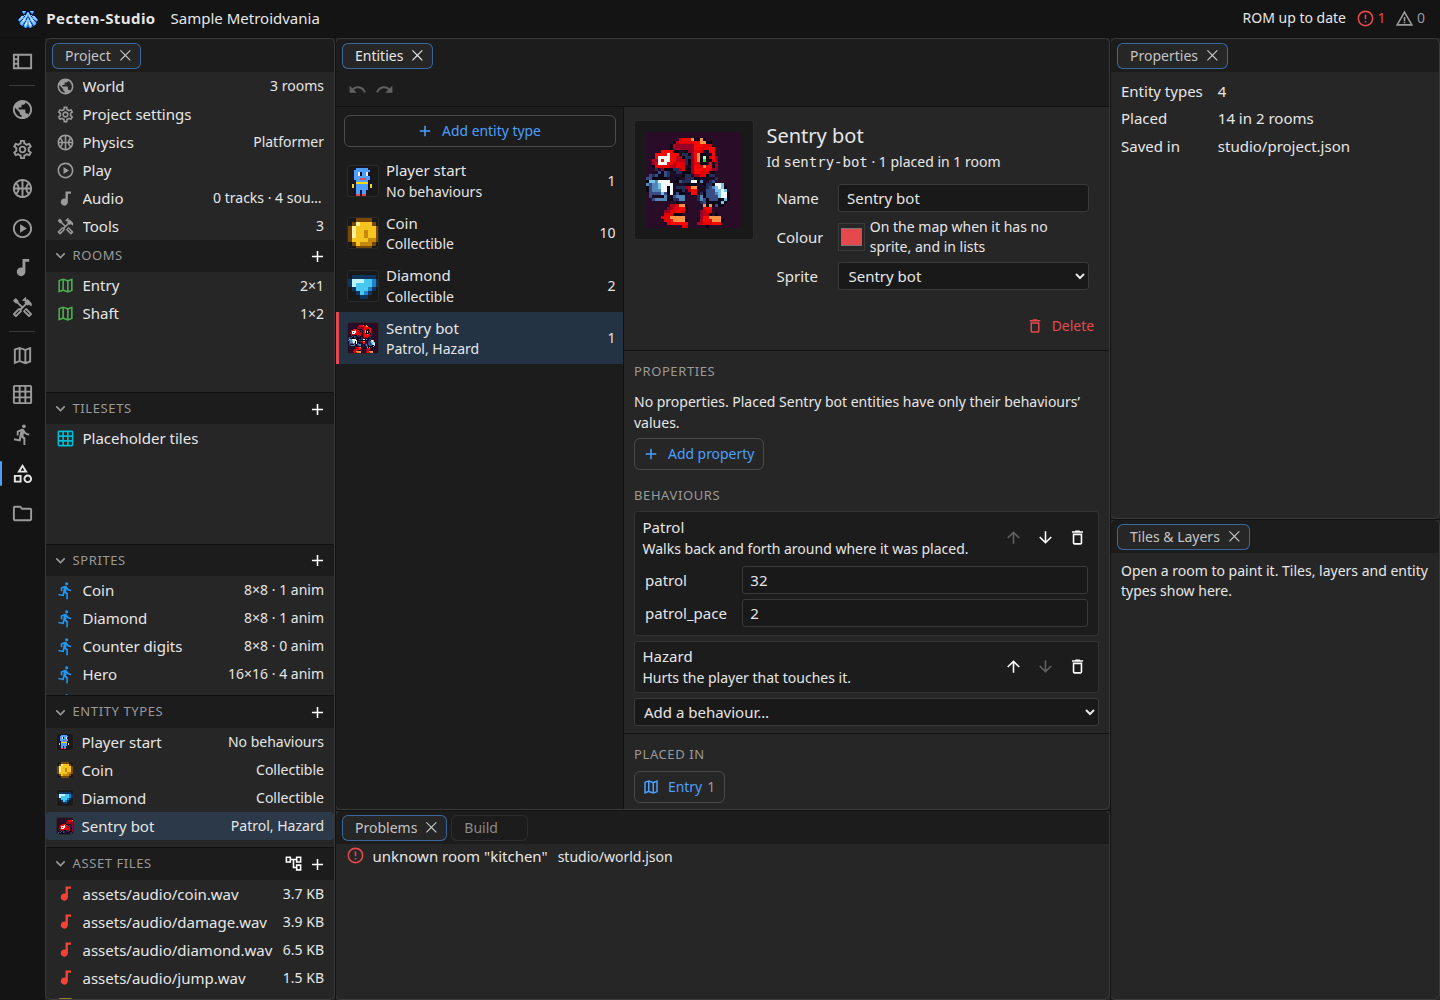 Pecten-Studio Sample Metroidvania
ROM up to date 1 0
Project
World 3 rooms
Project settings
Physics Platformer
Play
Audio 0 tracks · 4 sou...
Tools 3
ROOMS
Entry 2×1
Shaft 1×2
TILESETS
Placeholder tiles
SPRITES
Coin 8×8 · 1 anim
Diamond 8×8 · 1 anim
Counter digits 8×8 · 0 anim
Hero 16×16 · 4 anim
ENTITY TYPES
Player start No behaviours
Coin Collectible
Diamond Collectible
Sentry bot Patrol, Hazard
ASSET FILES
assets/audio/coin.wav 3.7 KB
assets/audio/damage.wav 3.9 KB
assets/audio/diamond.wav 6.5 KB
assets/audio/jump.wav 1.5 KB
Entities
Add entity type
Player start
No behaviours 1
Coin
Collectible 10
Diamond
Collectible 2
Sentry bot
Patrol, Hazard 1
Sentry bot
Id sentry-bot · 1 placed in 1 room
Name Sentry bot
Colour On the map when it has no
sprite, and in lists
Sprite Sentry bot
Delete
PROPERTIES
No properties. Placed Sentry bot entities have only their behaviours’
values.
Add property
BEHAVIOURS
Patrol
Walks back and forth around where it was placed.
patrol 32
patrol_pace 2
Hazard
Hurts the player that touches it.
Add a behaviour...
PLACED IN
Entry 1
Problems Build
unknown room "kitchen" studio/world.json
Properties
Entity types 4
Placed 14 in 2 rooms
Saved in studio/project.json
Tiles & Layers
Open a room to paint it. Tiles, layers and entity
types show here.